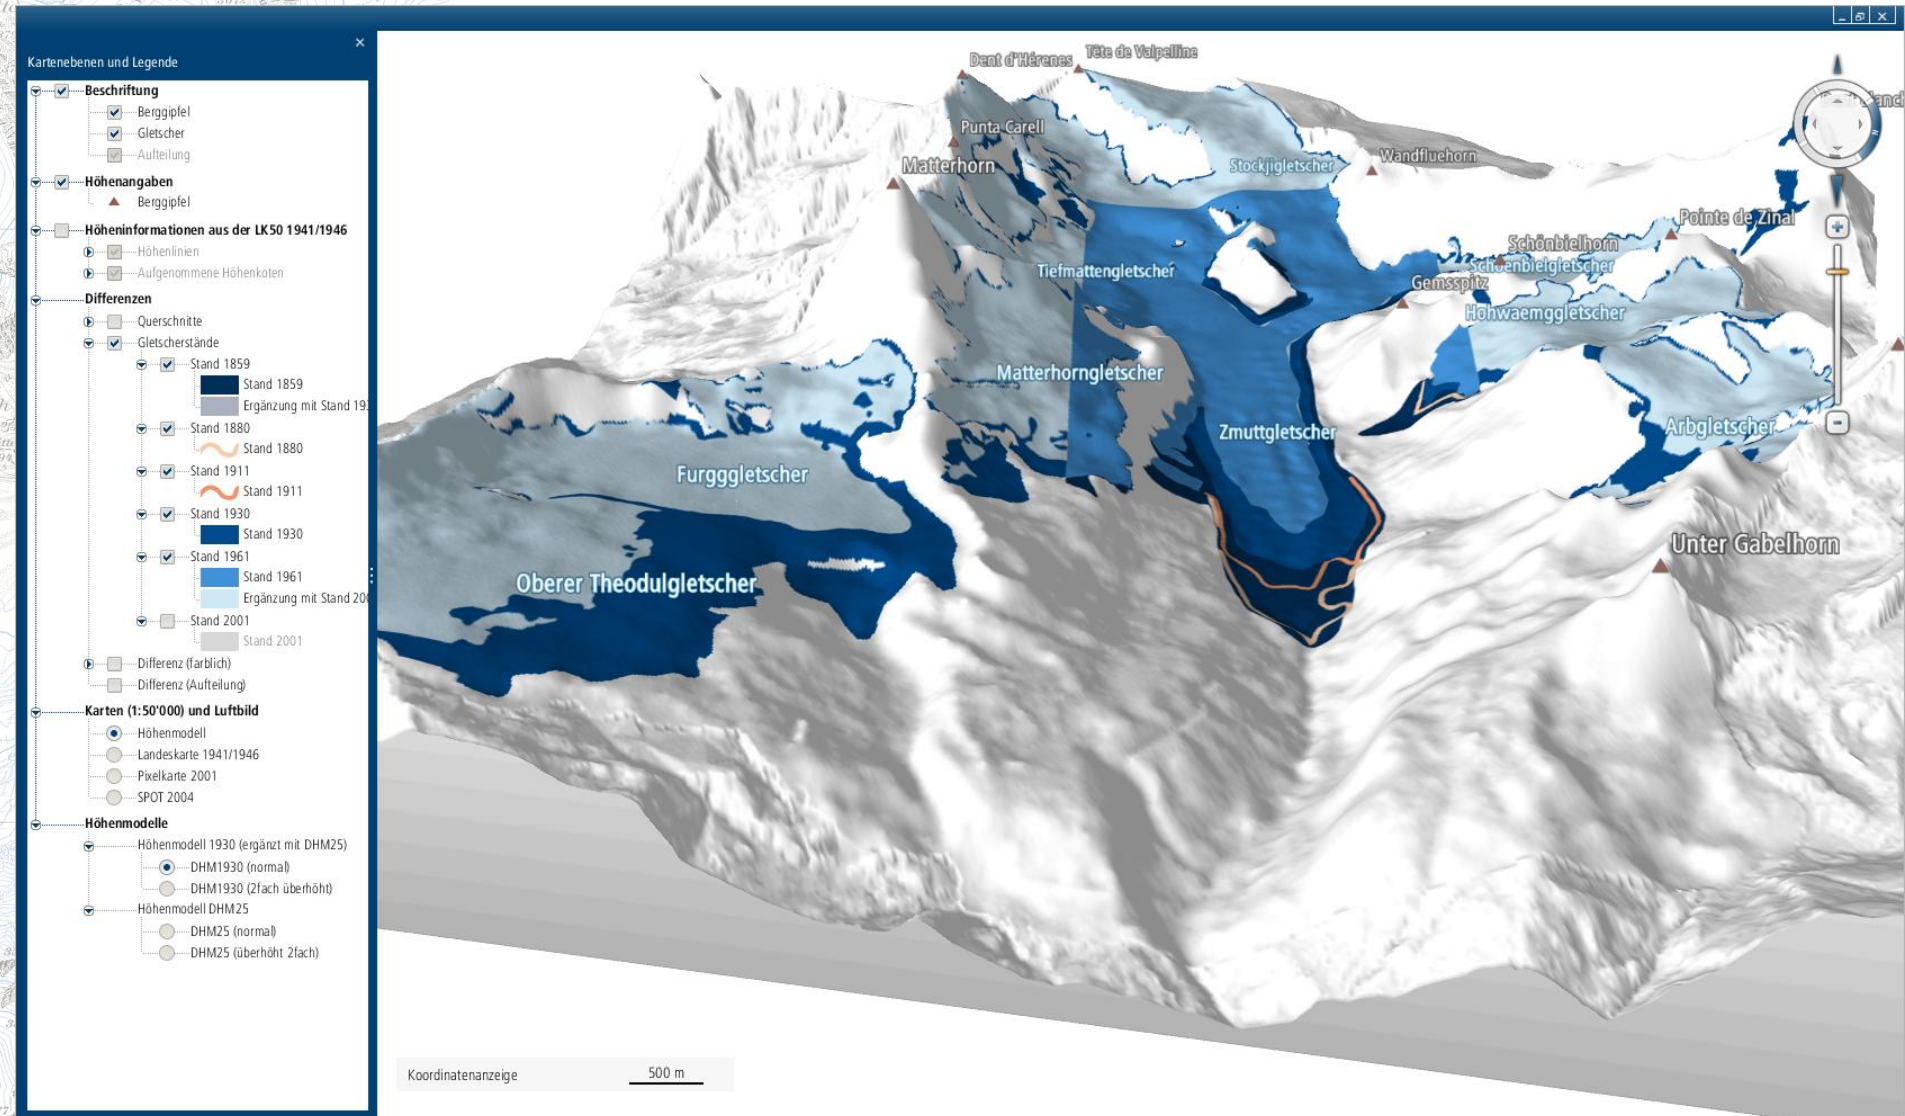 Kartenebenen und Legende
Beschriftung
Berggipfel
Gletscher
Aufteilung
Höhenangaben
Berggipfel
Höheninformationen aus der LK50 1941/1946
Höhenlinien
Aufgenommene Höhenkoten
Differenzen
Querschnitte
Gletscherstände
Stand 1859
Stand 1859
Ergänzung mit Stand 193
Stand 1880
Stand 1880
Stand 1911
Stand 1911
Stand 1930
Stand 1930
Stand 1961
Stand 1961
Ergänzung mit Stand 200
Stand 2001
Stand 2001
Differenz (farblich)
Differenz (Aufteilung)
Karten (1:50'000) und Luftbild
Höhenmodell
Landeskarte 1941/1946
Pixelkarte 2001
SPOT 2004
Höhenmodelle
Höhenmodell 1930 (ergänzt mit DHM25)
DHM1930 (normal)
DHM1930 (2fach überhöht)
Höhenmodell DHM25
DHM25 (normal)
DHM25 (überhöht 2fach)
Dent d'Hérenes
Tête de Valpelline
Punta Carell
Matterhorn
Stockjigletscher
Wandfluehorn
Pointe de Zinal
Schönbielhorn
Schoenbielgletscher
Tiefmattengletscher
Gemsspitz
Hohwaemggletscher
Matterhorngletscher
Zmuttgletscher
Arbgletscher
Furgggletscher
Unter Gabelhorn
Oberer Theodulgletscher
Koordinatenanzeige
500 m
N